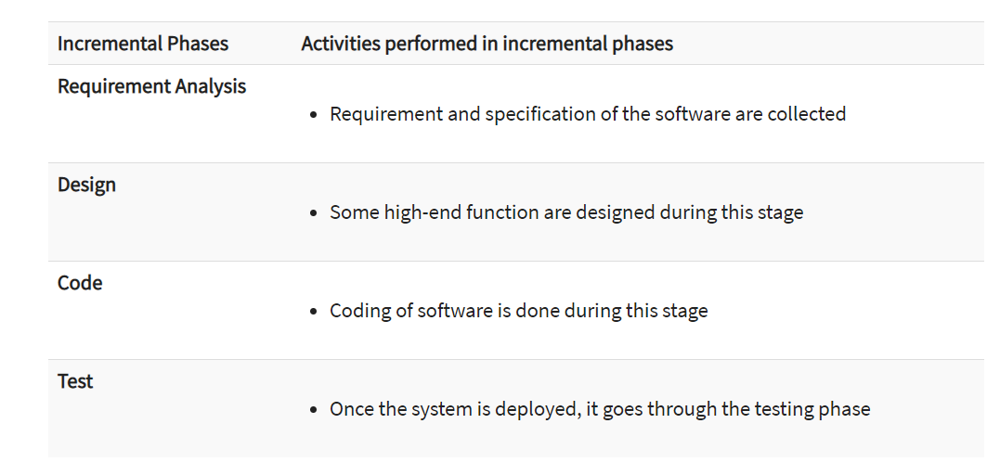 Incremental Phases Activities performed in incremental phases
Requirement Analysis
• Requirement and specification of the software are collected
Design
• Some high-end function are designed during this stage
Code
• Coding of software is done during this stage
Test
• Once the system is deployed, it goes through the testing phase